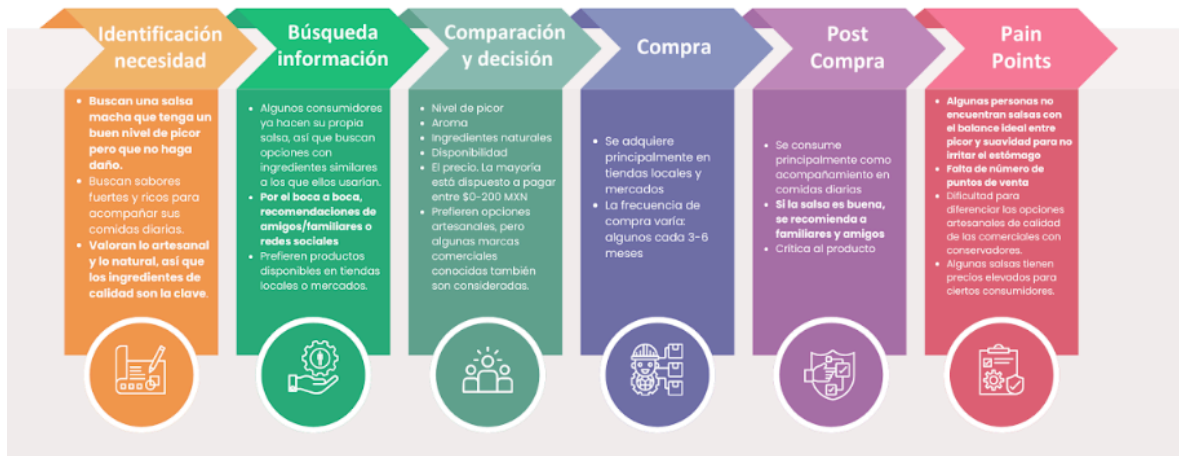 Identificación
necesidad
Buscan una salsa
macha que tenga un
buen nivel de picor
pero que no haga
daño.
Buscan sabores
fuertes y ricos para
acompañar sus
comidas diarias.
Valoran lo artesanal
y lo natural, así que
los ingredientes de
calidad son la clave.
Búsqueda
información
Algunos consumidores
ya hacen su propia
salsa, así que buscan
opciones con
ingredientes similares
a los que ellos usarían.
Por el boca a boca,
recomendaciones de
amigos/familiares o
redes sociales
Prefieren productos
disponibles en tiendas
locales o mercados.
Comparación
y decisión
Nivel de picor
Aroma
Ingredientes naturales
Disponibilidad
El precio. La mayoría
está dispuesto a pagar
entre $0-200 MXN
Prefieren opciones
artesanales, pero
algunas marcas
comerciales
conocidas también
son consideradas.
Compra
Se adquiere
principalmente en
tiendas locales y
mercados
La frecuencia de
compra varía:
algunos cada 3-6
meses
Post
Compra
Se consume
principalmente como
acompañamiento en
comidas diarias
Si la salsa es buena,
se recomienda a
familiares y amigos
Critica al producto
Pain
Points
Algunas personas no
encuentran salsas con
el balance ideal entre
picor y suavidad para no
irritar el estómago
Falta de número de
puntos de venta
Dificultad para
diferenciar las opciones
artesanales de calidad
de las comerciales con
conservadores.
Algunas salsas tienen
precios elevados para
ciertos consumidores.